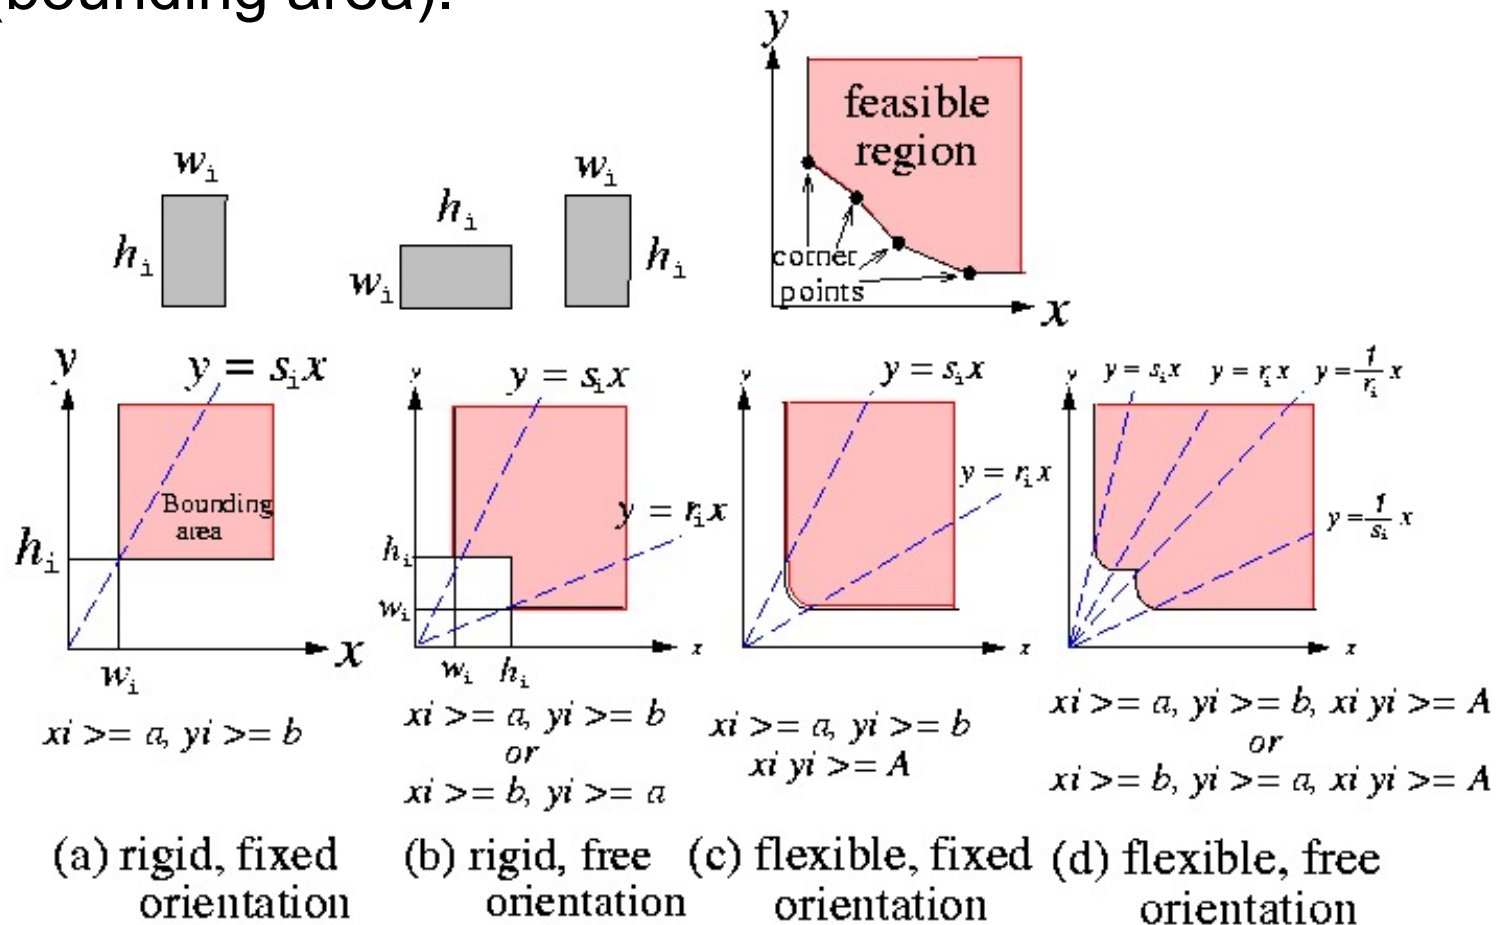 (bounding area).
y
feasible
region
corner
points
x
w_i
h_i
h_i
w_i
w_i
h_i
y
y = s_i x
Bounding
area
h_i
w_i
x
xi >= a, yi >= b
(a) rigid, fixed
orientation
y
y = s_i x
y = r_i x
h_i
w_i
w_i h_i
x
xi >= a, yi >= b
or
xi >= b, yi >= a
(b) rigid, free
orientation
y
y = s_i x
y = r_i x
x
xi >= a, yi >= b
xi yi >= A
(c) flexible, fixed
orientation
y
y = s_i x
y = r_i x
y = 1/r_i x
y = 1/s_i x
x
xi >= a, yi >= b, xi yi >= A
or
xi >= b, yi >= a, xi yi >= A
(d) flexible, free
orientation